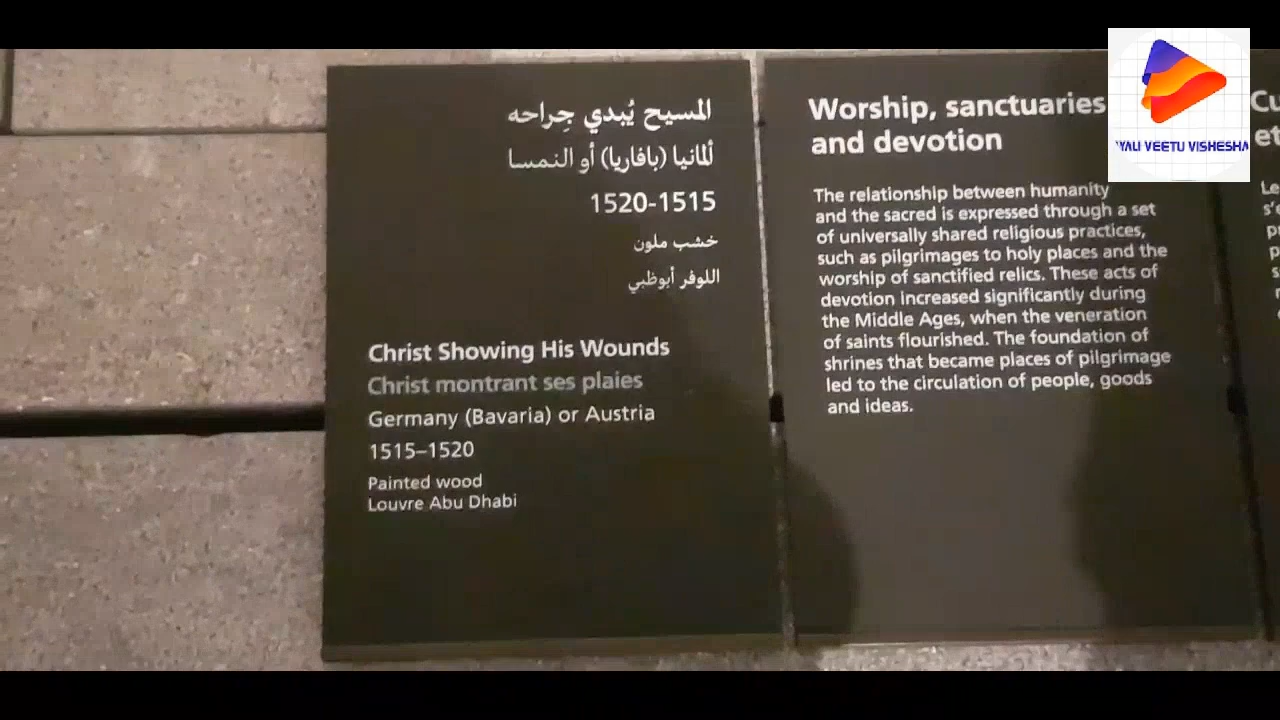 المسيح يُبدي جِراحه
ألمانيا (بافاريا) أو النمسا
1520-1515
خشب ملون
اللوفر أبوظبي
Christ Showing His Wounds
Christ montrant ses plaies
Germany (Bavaria) or Austria
1515–1520
Painted wood
Louvre Abu Dhabi
Worship, sanctuaries
and devotion
The relationship between humanity
and the sacred is expressed through a set
of universally shared religious practices,
such as pilgrimages to holy places and the
worship of sanctified relics. These acts of
devotion increased significantly during
the Middle Ages, when the veneration
of saints flourished. The foundation of
shrines that became places of pilgrimage
led to the circulation of people, goods
and ideas.
YALI VEETU VISHESHA